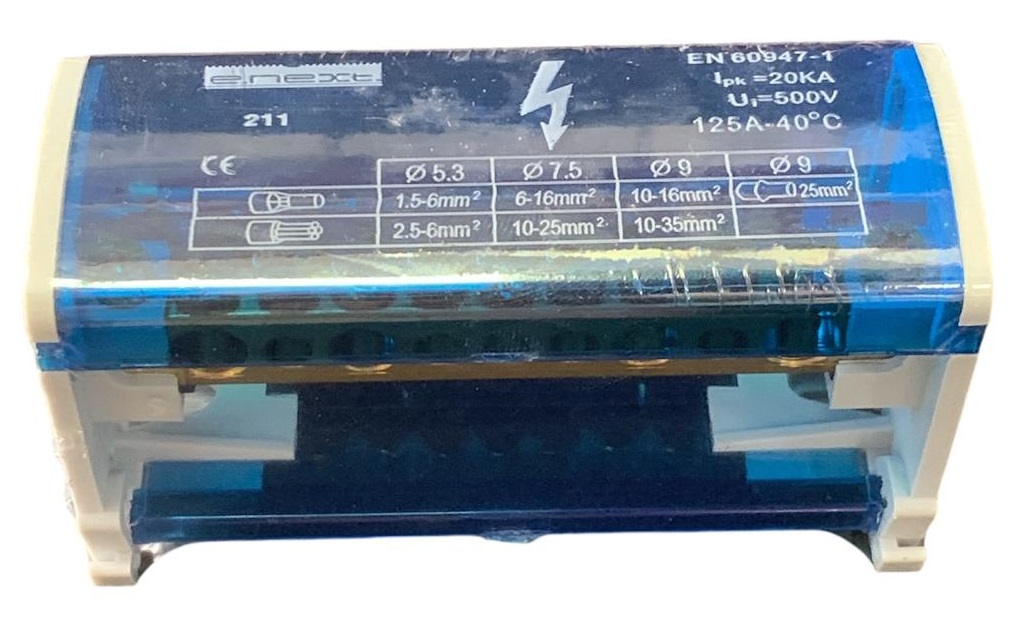 e.next.
211
EN 60947-1
Ipk =20KA
Ui=500V
125A-40°C
CE
Ø 5.3 Ø 7.5 Ø 9 Ø 9
1.5-6mm² 6-16mm² 10-16mm² 25mm²
2.5-6mm² 10-25mm² 10-35mm²